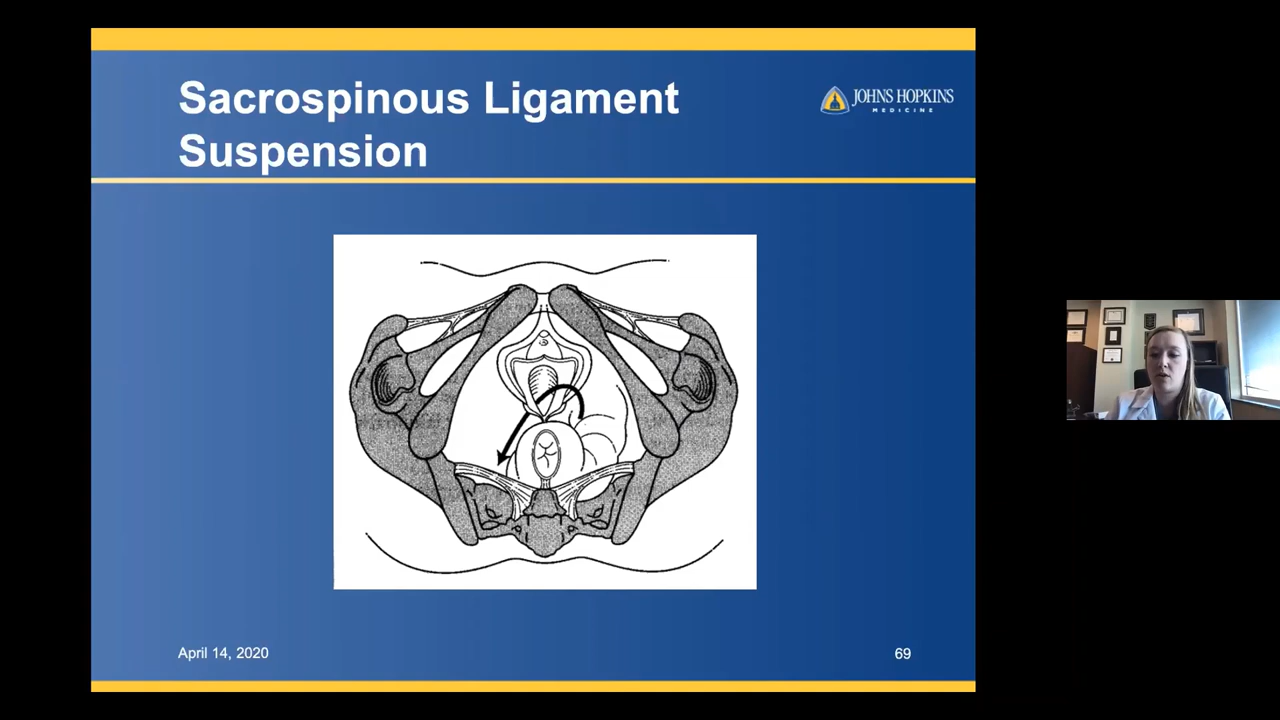 Sacrospinous Ligament
Suspension
JOHNS HOPKINS
MEDICINE
April 14, 2020
69